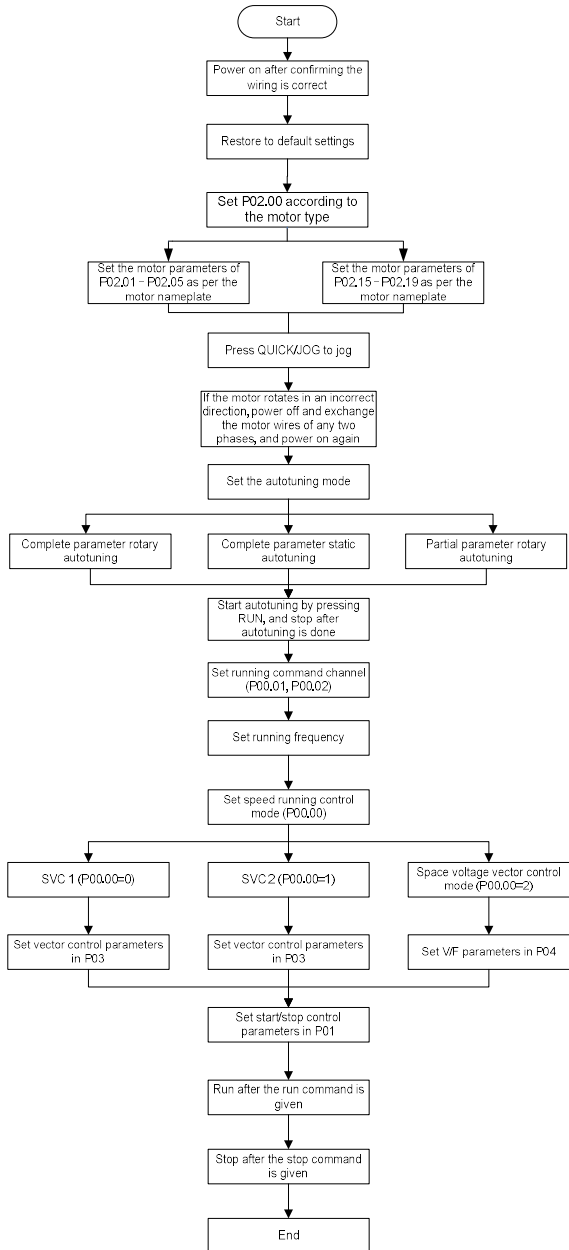 Start
Power on after confirming the
wiring is correct
Restore to default settings
Set P02.00 according to
the motor type
Set the motor parameters of
P02.01 – P02.05 as per the
motor nameplate
Set the motor parameters of
P02.15 – P02.19 as per the
motor nameplate
Press QUICK/JOG to jog
If the motor rotates in an incorrect
direction, power off and exchange
the motor wires of any two
phases, and power on again
Set the autotuning mode
Complete parameter rotary
autotuning
Complete parameter static
autotuning
Partial parameter rotary
autotuning
Start autotuning by pressing
RUN, and stop after
autotuning is done
Set running command channel
(P00.01, P00.02)
Set running frequency
Set speed running control
mode (P00.00)
SVC 1 (P00.00=0)
SVC 2 (P00.00=1)
Space voltage vector control
mode (P00.00=2)
Set vector control parameters
in P03
Set vector control parameters
in P03
Set V/F parameters in P04
Set start/stop control
parameters in P01
Run after the run command is
given
Stop after the stop command
is given
End